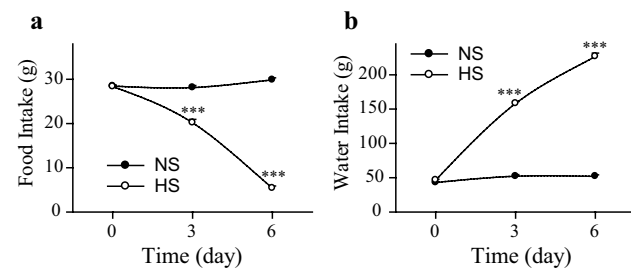 a
Food Intake (g)
30
20
10
0
***
***
NS
HS
0 3 6
Time (day)
b
Water Intake (g)
200
150
100
50
0
NS
HS
***
***
0 3 6
Time (day)